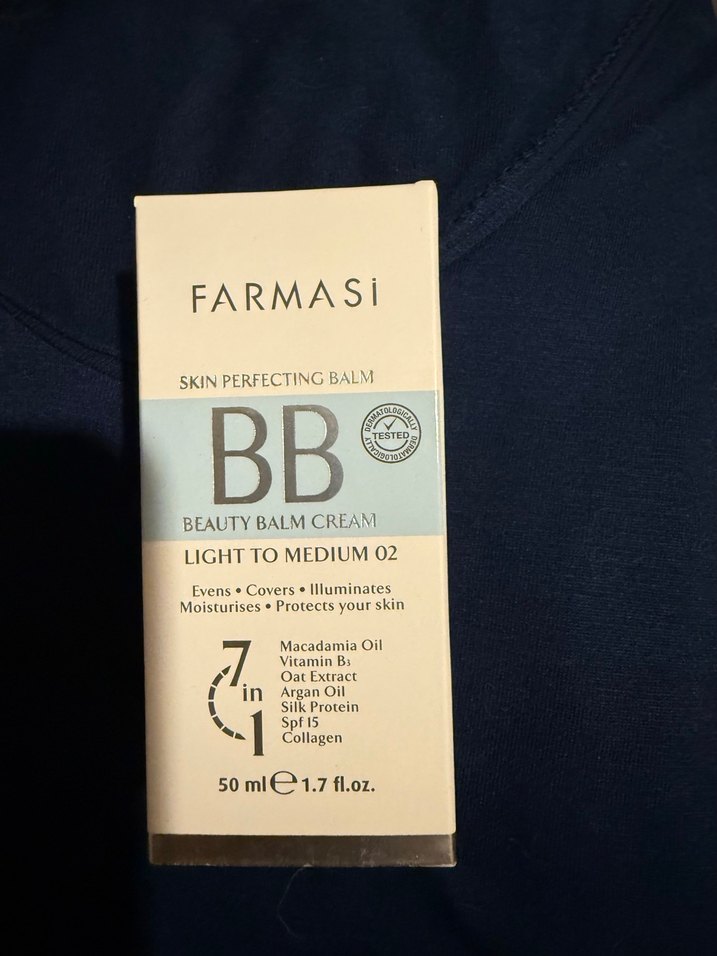 FARMASi
SKIN PERFECTING BALM
BB
DERMATOLOGICALLY
TESTED
DERMATOLOGICALLY
BEAUTY BALM CREAM
LIGHT TO MEDIUM 02
Evens • Covers • Illuminates
Moisturises • Protects your skin
7 in 1
Macadamia Oil
Vitamin B₃
Oat Extract
Argan Oil
Silk Protein
Spf 15
Collagen
50 ml ℮ 1.7 fl.oz.